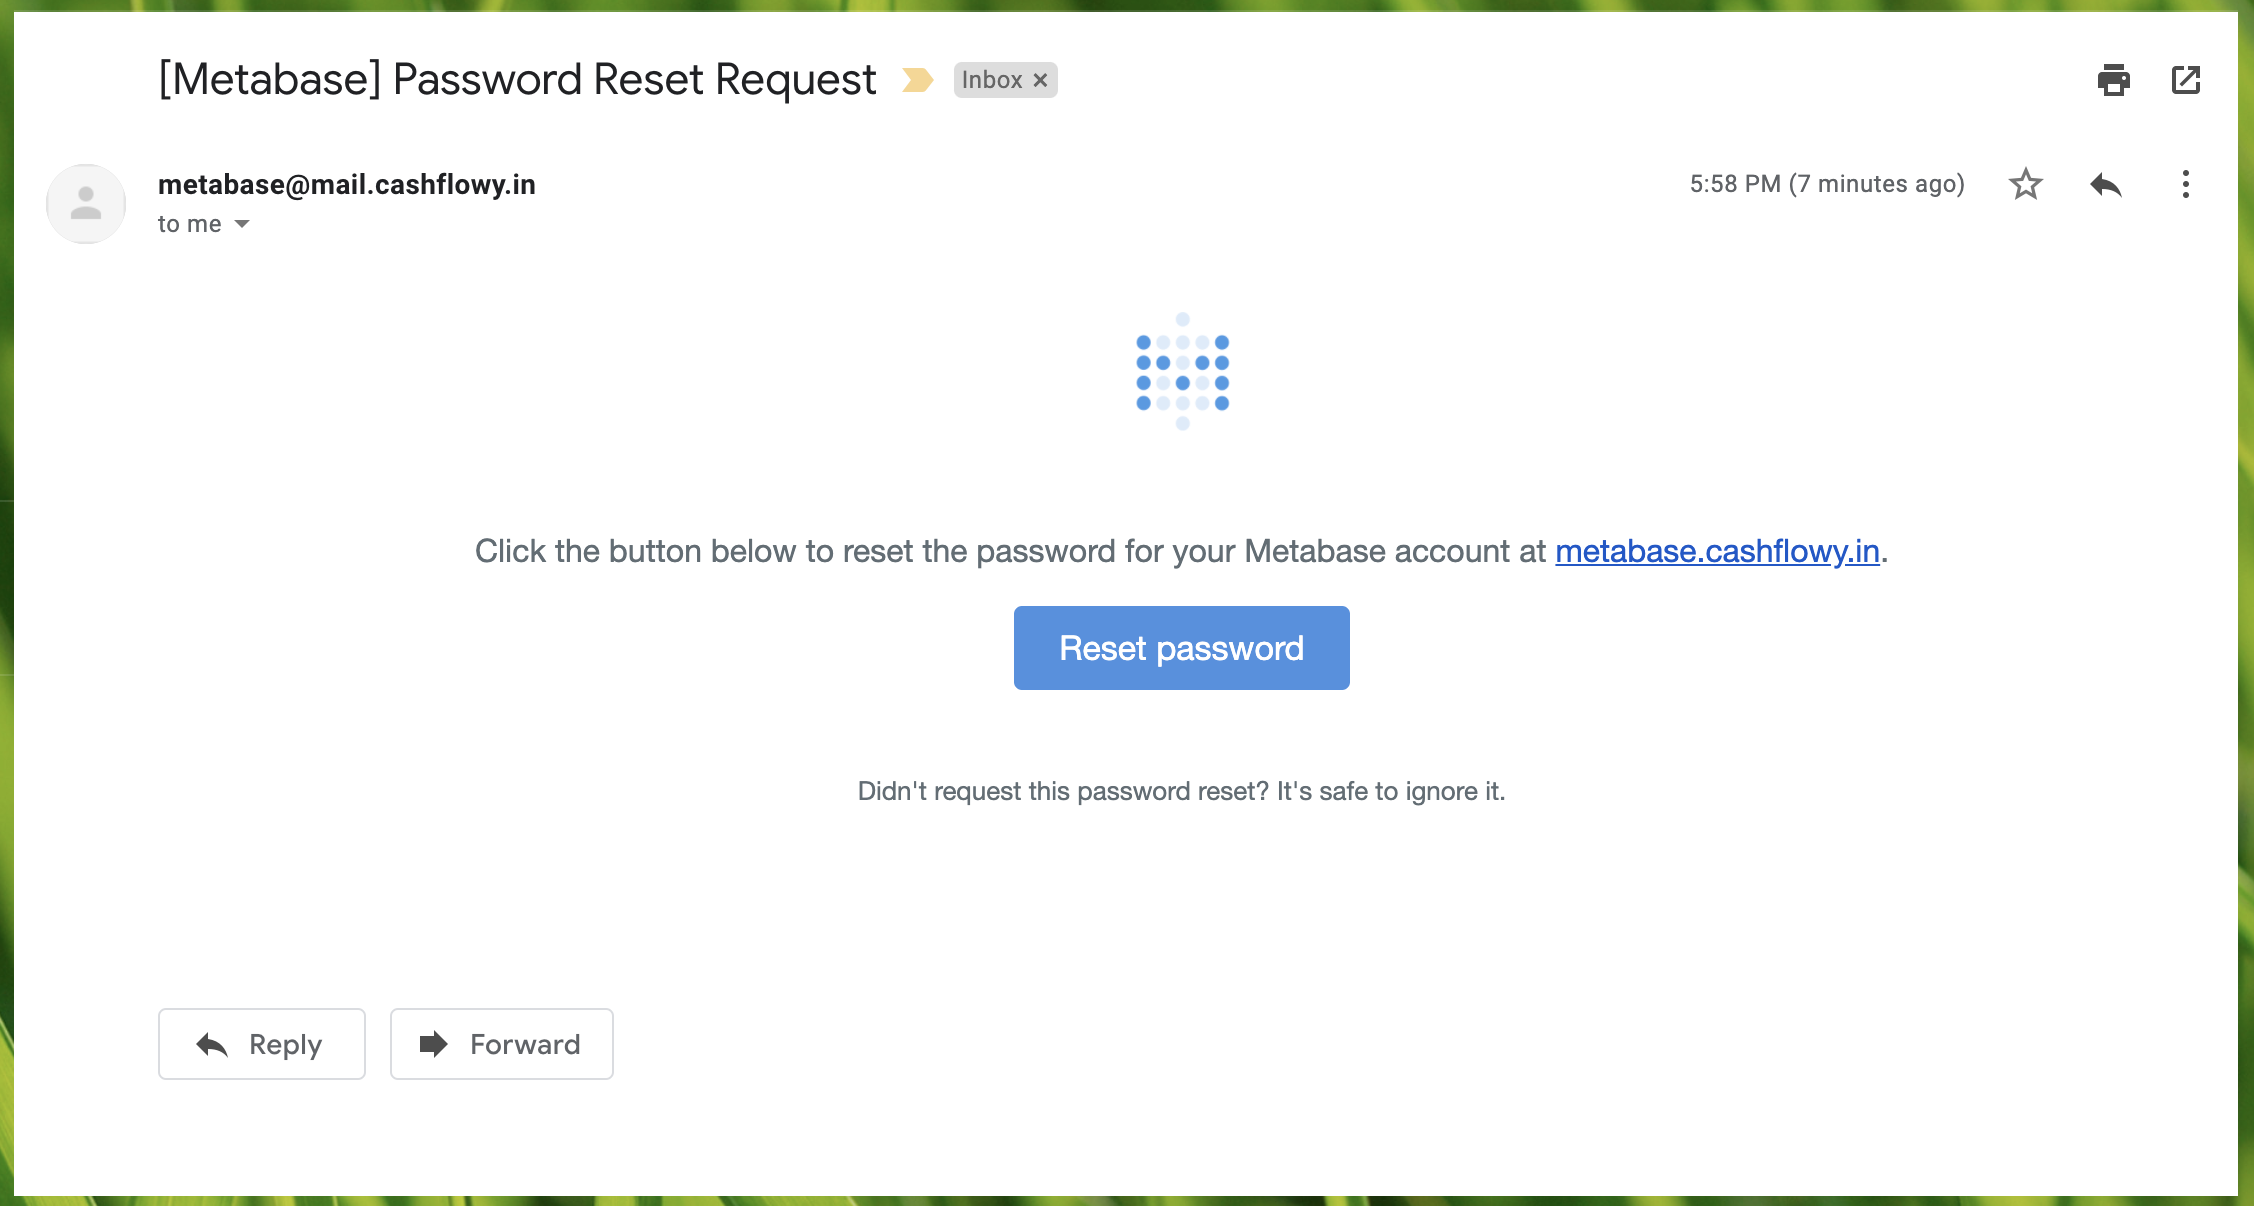 [Metabase] Password Reset Request Inbox ×
metabase@mail.cashflowy.in 5:58 PM (7 minutes ago)
to me
Click the button below to reset the password for your Metabase account at metabase.cashflowy.in.
Reset password
Didn't request this password reset? It's safe to ignore it.
Reply Forward